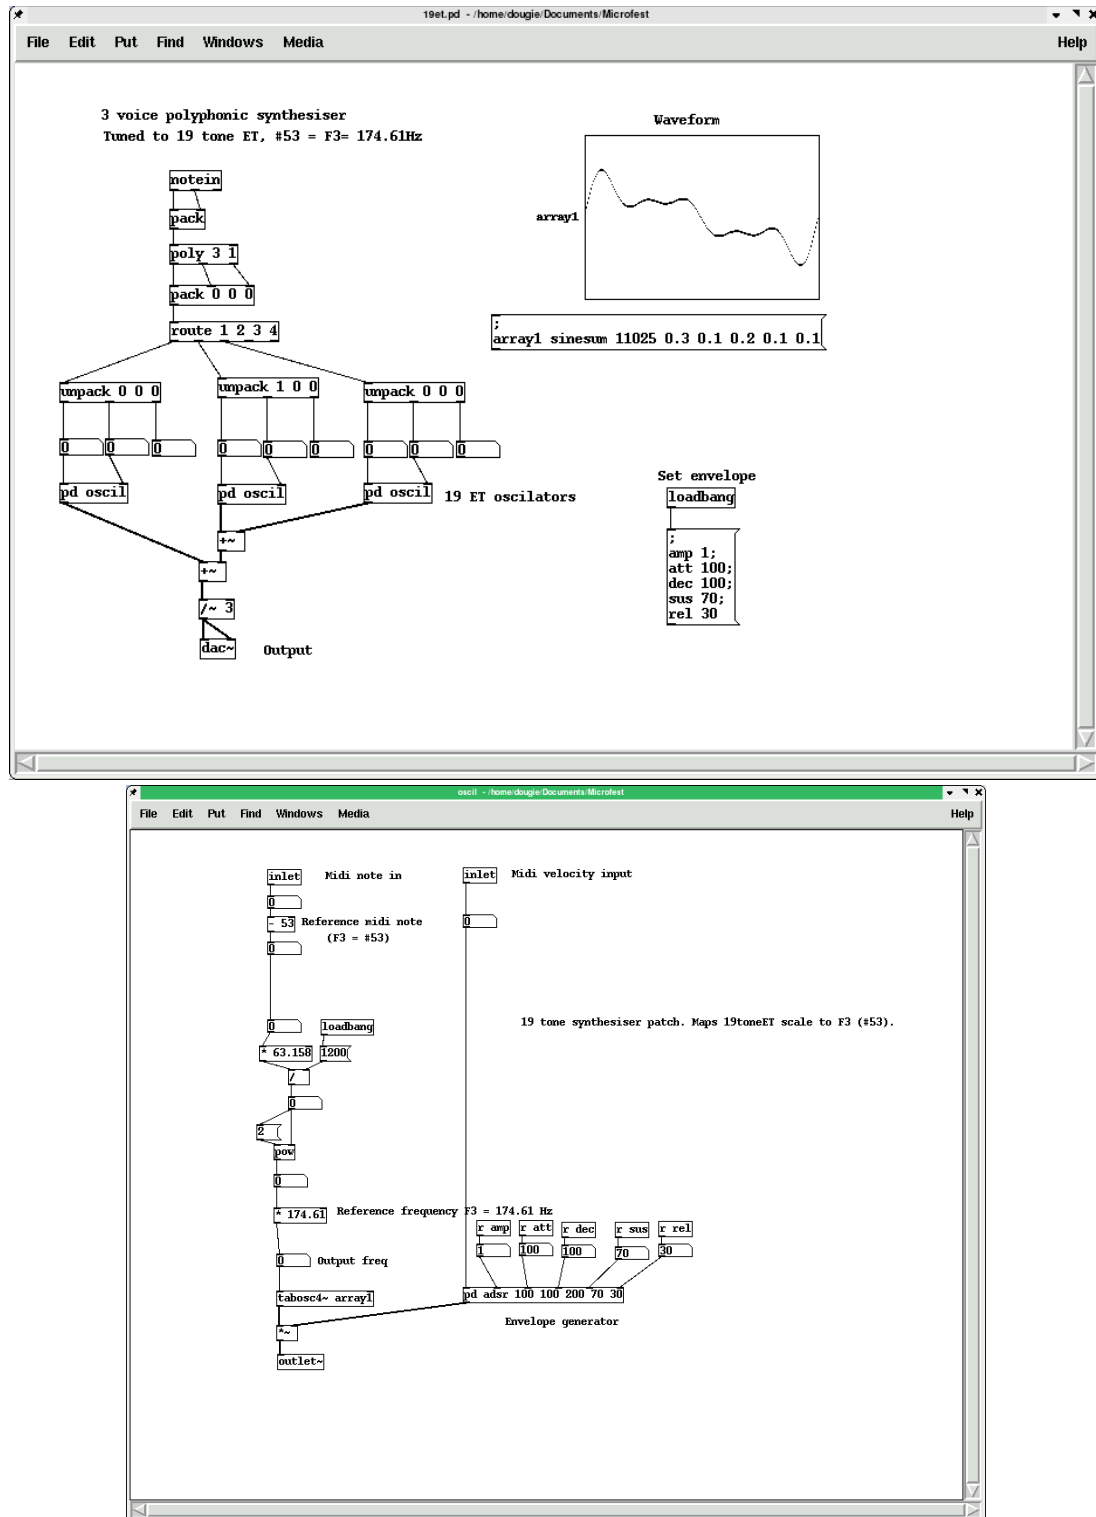 19et.pd - /home/dougie/Documents/Microfest
File Edit Put Find Windows Media Help
3 voice polyphonic synthesiser
Tuned to 19 tone ET, #53 = F3= 174.61Hz
Waveform
notein
array1
pack
poly 3 1
pack 0 0 0
route 1 2 3 4
;
array1 sinesum 11025 0.3 0.1 0.2 0.1 0.1
unpack 0 0 0
unpack 1 0 0
unpack 0 0 0
0 0 0 0 0 0 0 0 0
pd oscil
pd oscil
pd oscil
19 ET oscilators
Set envelope
loadbang
;
amp 1;
att 100;
dec 100;
sus 70;
rel 30
+~
+~
/~ 3
dac~
Output
oscil - /home/dougie/Documents/Microfest
File Edit Put Find Windows Media Help
inlet
Midi note in
inlet
Midi velocity input
0
- 53
Reference midi note
(F3 = #53)
0
0
0
loadbang
19 tone synthesiser patch. Maps 19toneET scale to F3 (#53).
* 63.158
1200
/
0
2
pow
0
* 174.61
Reference frequency F3 = 174.61 Hz
r amp r att r dec r sus r rel
1 100 100 70 30
0
Output freq
tabosc4~ array1
pd adsr 100 100 200 70 30
Envelope generator
*~
outlet~